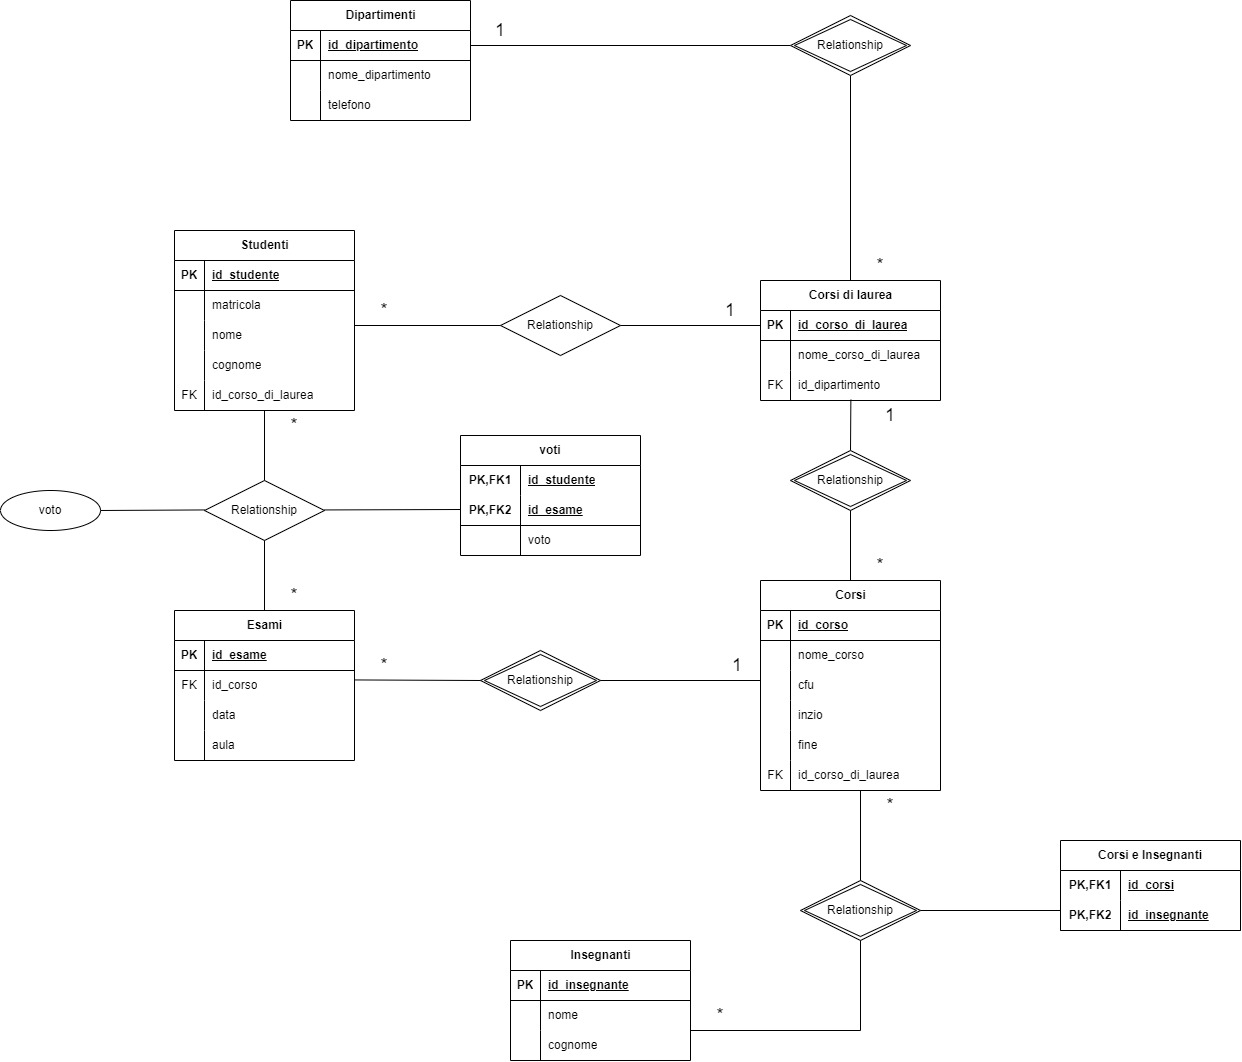 Dipartimenti
PK id_dipartimento
nome_dipartimento
telefono
1
Relationship
*
Studenti
PK id_studente
matricola
nome
cognome
FK id_corso_di_laurea
*
Relationship
1
Corsi di laurea
PK id_corso_di_laurea
nome_corso_di_laurea
FK id_dipartimento
*
1
voti
PK,FK1 id_studente
PK,FK2 id_esame
voto
voto
Relationship
Relationship
*
*
Esami
PK id_esame
FK id_corso
data
aula
*
Relationship
1
Corsi
PK id_corso
nome_corso
cfu
inzio
fine
FK id_corso_di_laurea
*
Relationship
Corsi e Insegnanti
PK,FK1 id_corsi
PK,FK2 id_insegnante
Insegnanti
PK id_insegnante
nome
cognome
*